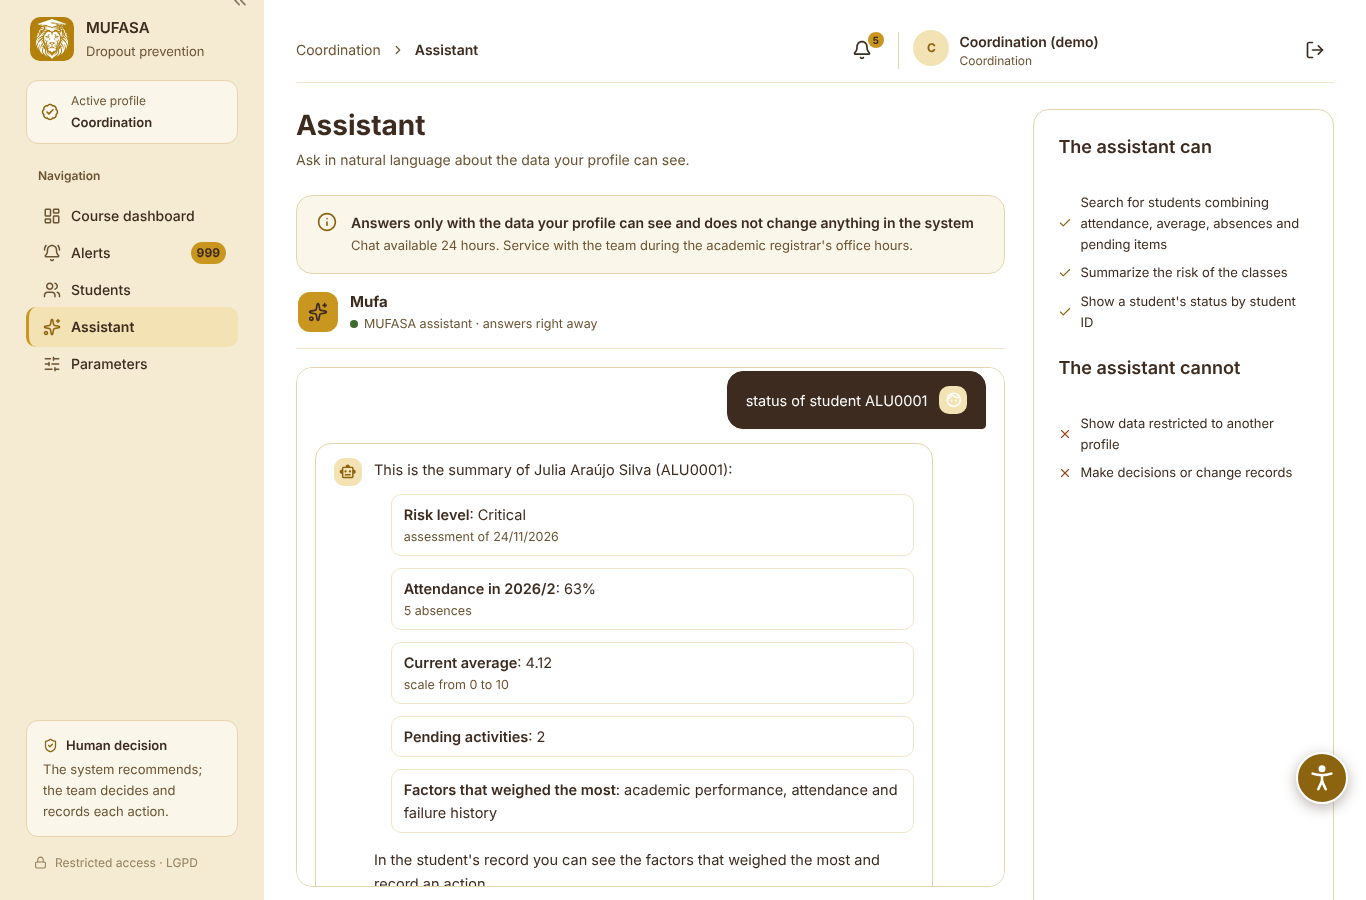 MUFASA
Dropout prevention
Active profile
Coordination
Navigation
Course dashboard
Alerts
999
Students
Assistant
Parameters
Human decision
The system recommends;
the team decides and
records each action.
Restricted access · LGPD
Coordination
Assistant
5
C
Coordination (demo)
Coordination
Assistant
Ask in natural language about the data your profile can see.
Answers only with the data your profile can see and does not change anything in the system
Chat available 24 hours. Service with the team during the academic registrar's office hours.
Mufa
MUFASA assistant · answers right away
status of student ALU0001
This is the summary of Julia Araújo Silva (ALU0001):
Risk level: Critical
assessment of 24/11/2026
Attendance in 2026/2: 63%
5 absences
Current average: 4.12
scale from 0 to 10
Pending activities: 2
Factors that weighed the most: academic performance, attendance and
failure history
In the student's record you can see the factors that weighed the most and
record an action
The assistant can
Search for students combining
attendance, average, absences and
pending items
Summarize the risk of the classes
Show a student's status by student
ID
The assistant cannot
Show data restricted to another
profile
Make decisions or change records